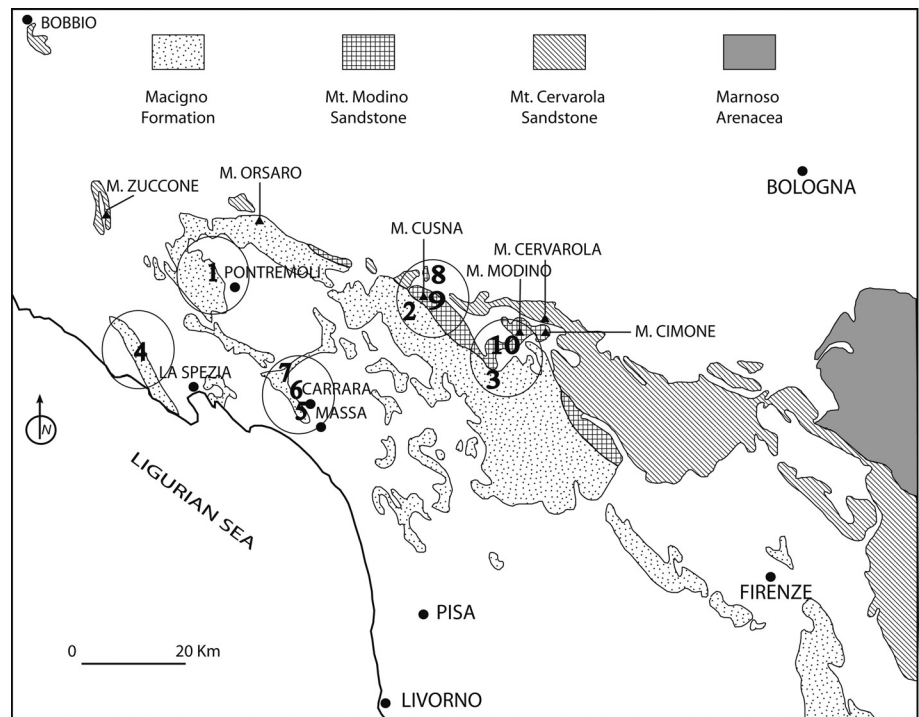 BOBBIO
Macigno
Formation
Mt. Modino
Sandstone
Mt. Cervarola
Sandstone
Marnoso
Arenacea
BOLOGNA
M. ZUCCONE
M. ORSARO
M. CUSNA
M. CERVAROLA
M. MODINO
M. CIMONE
1
PONTREMOLI
8
9
2
10
3
4
LA SPEZIA
7
6
CARRARA
5
MASSA
N
LIGURIAN SEA
FIRENZE
PISA
0 20 Km
LIVORNO